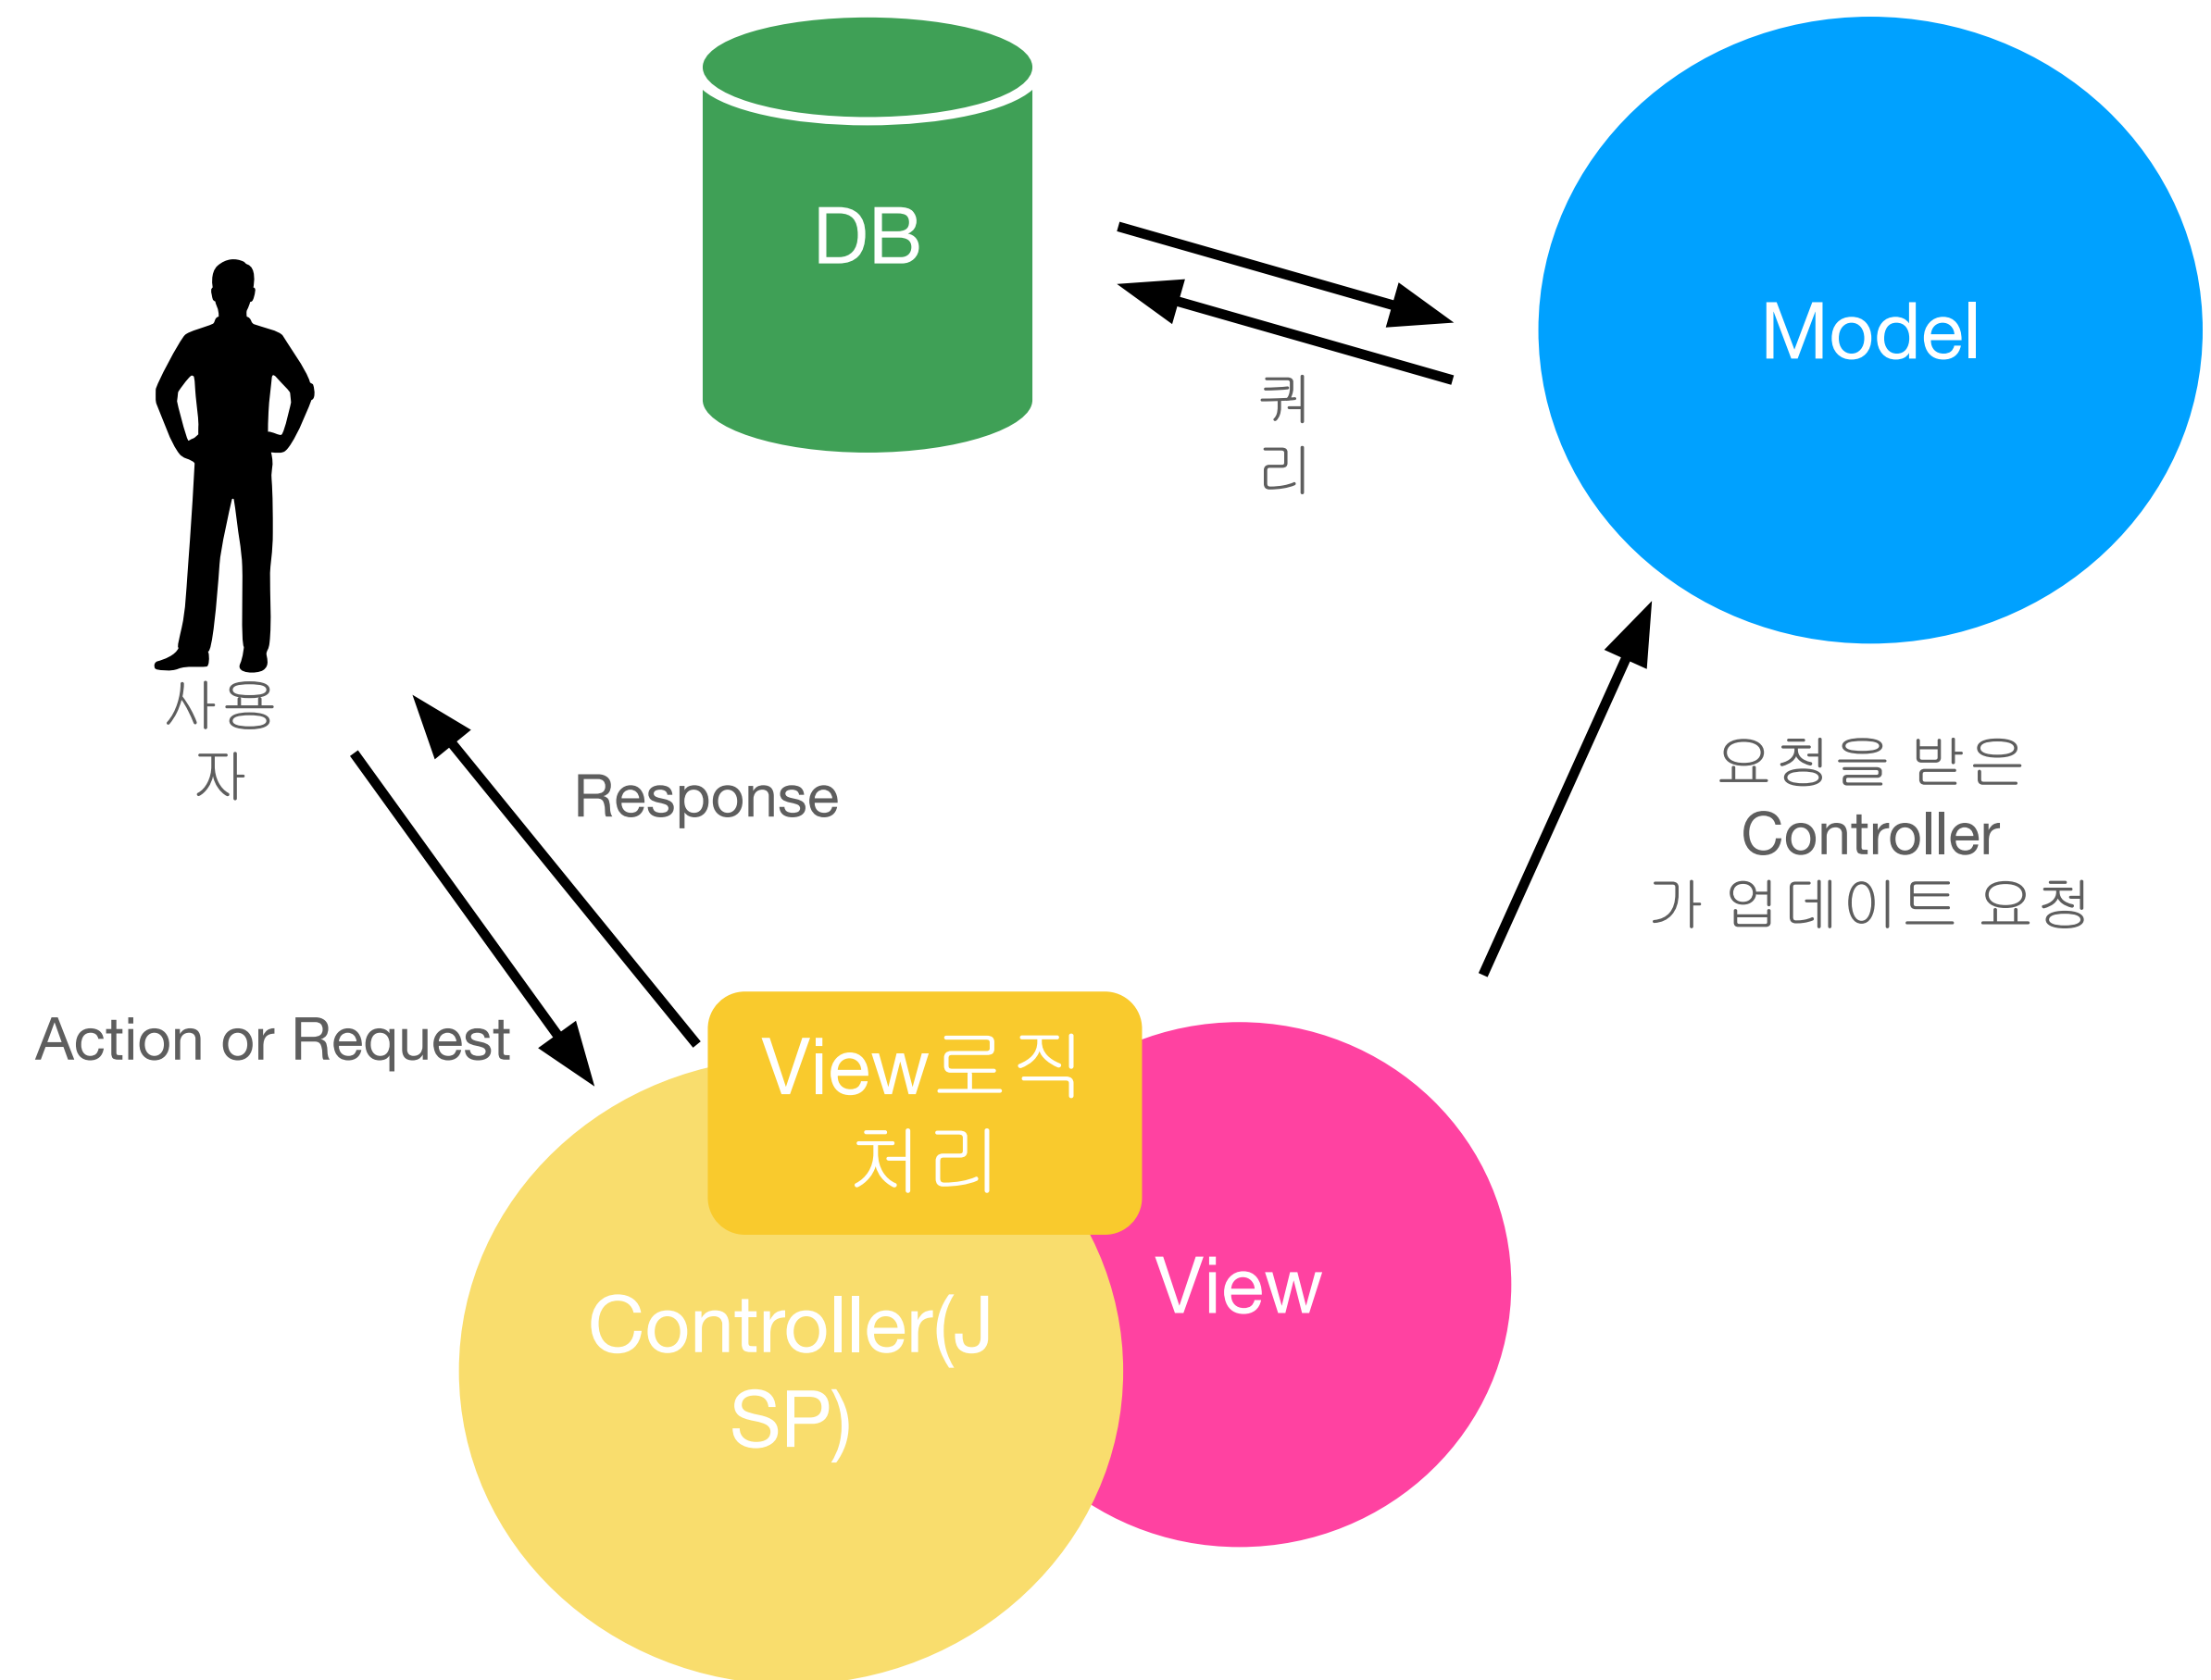 DB
Model
쿼
리
사용
자
Response
요청을 받은
Controller
가 업데이트 요청
Action or Request
View로직
처리
View
Controller(J
SP)